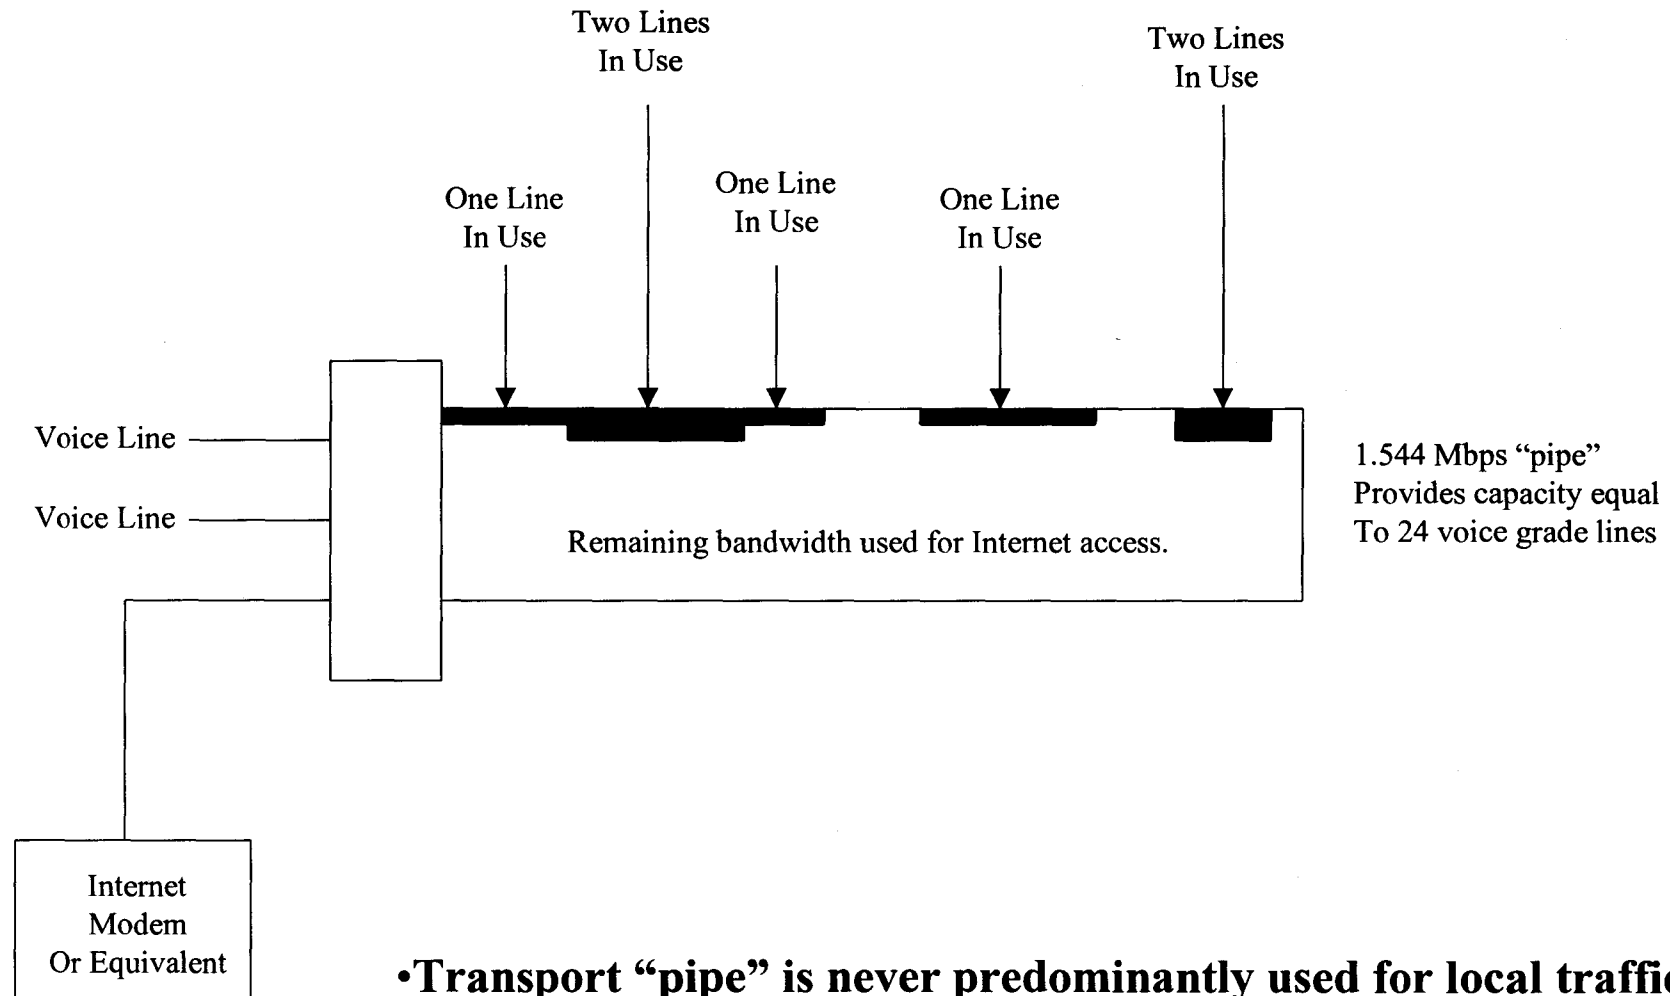 Two Lines
In Use
Two Lines
In Use
One Line
In Use
One Line
In Use
One Line
In Use
Voice Line
Voice Line
1.544 Mbps “pipe”
Provides capacity equal
To 24 voice grade lines
Remaining bandwidth used for Internet access.
Internet
Modem
Or Equivalent
•Transport “pipe” is never predominantly used for local traffic